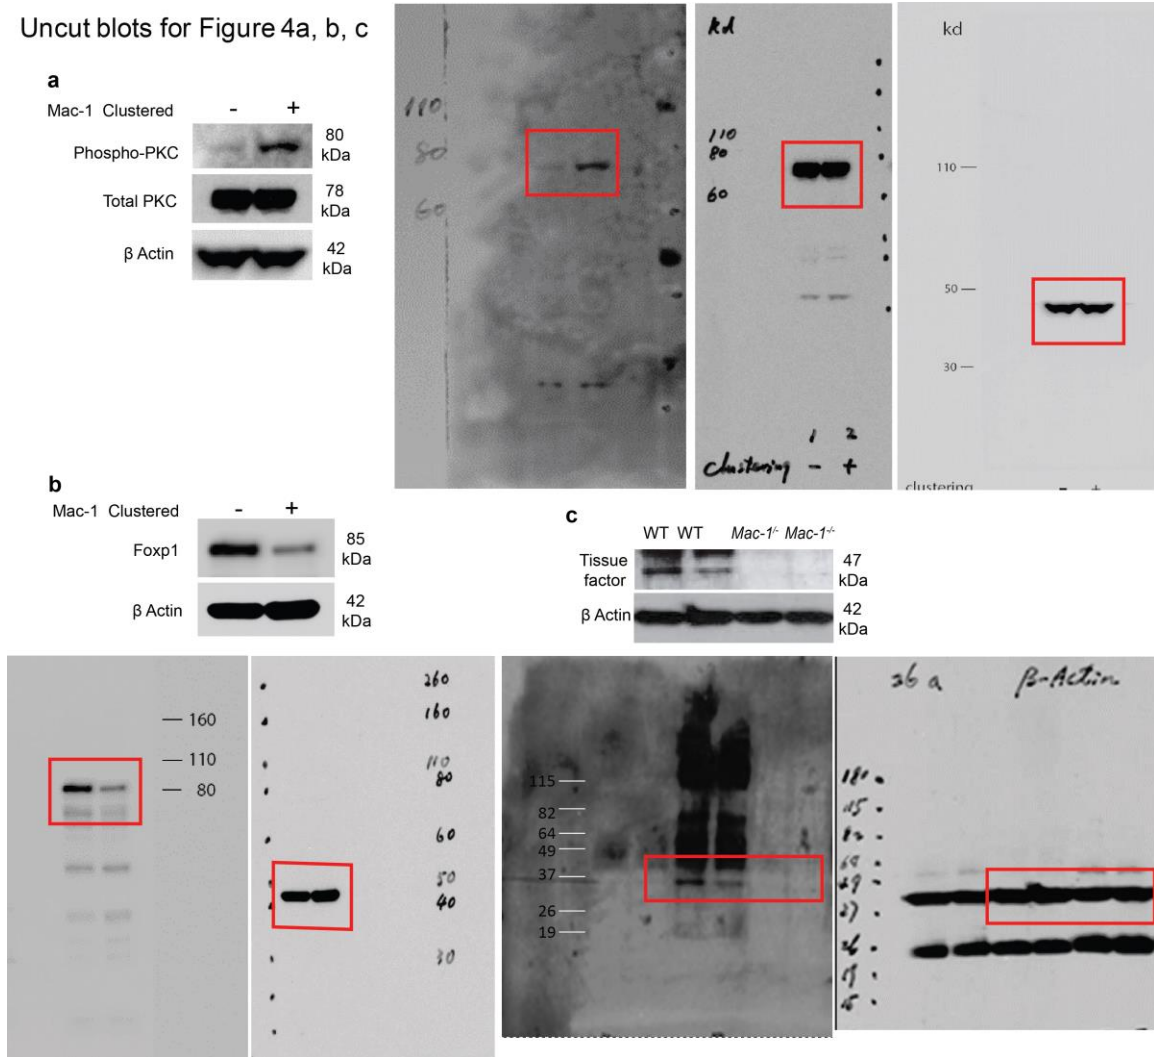 Uncut blots for Figure 4a, b, c
a
Mac-1 Clustered - +
Phospho-PKC 80 kDa
Total PKC 78 kDa
β Actin 42 kDa
110
80
60
kd
110
80
60
1 2
clustering - +
kd
110
50
30
clustering - +
b
Mac-1 Clustered - +
Foxp1 85 kDa
β Actin 42 kDa
160
110
80
260
160
110
80
60
50
40
30
c
WT WT Mac-1/- Mac-1-/-
Tissue factor 47 kDa
β Actin 42 kDa
115
82
64
49
37
26
19
26 a β-Action